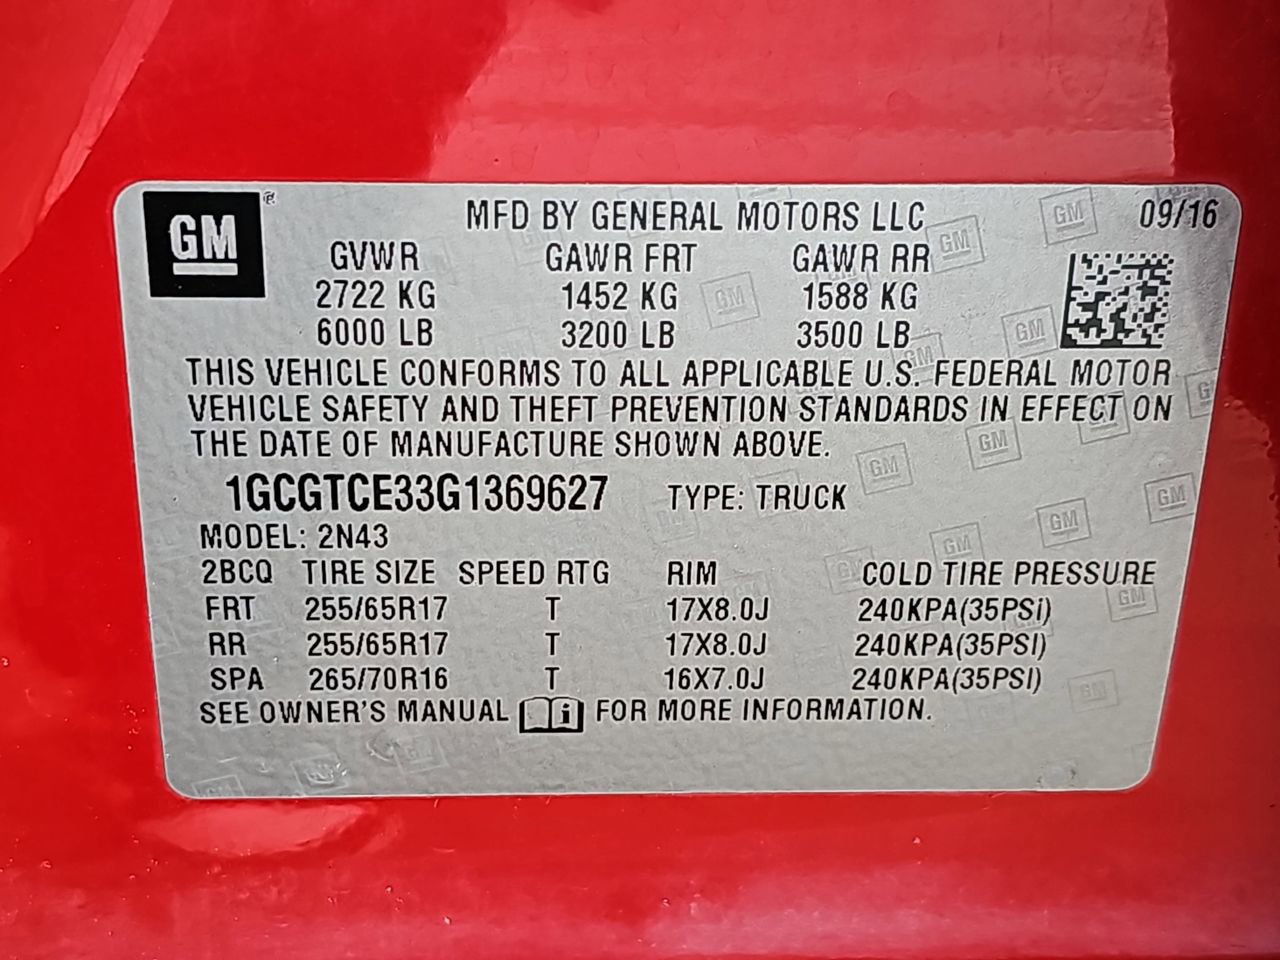 GM ®
MFD BY GENERAL MOTORS LLC 09/16
GVWR GAWR FRT GAWR RR
2722 KG 1452 KG 1588 KG
6000 LB 3200 LB 3500 LB
THIS VEHICLE CONFORMS TO ALL APPLICABLE U.S. FEDERAL MOTOR
VEHICLE SAFETY AND THEFT PREVENTION STANDARDS IN EFFECT ON
THE DATE OF MANUFACTURE SHOWN ABOVE.
1GCGTCE33G1369627 TYPE: TRUCK
MODEL: 2N43
2BCQ TIRE SIZE SPEED RTG RIM COLD TIRE PRESSURE
FRT 255/65R17 T 17X8.0J 240KPA(35PSI)
RR 255/65R17 T 17X8.0J 240KPA(35PSI)
SPA 265/70R16 T 16X7.0J 240KPA(35PSI)
SEE OWNER'S MANUAL i FOR MORE INFORMATION.